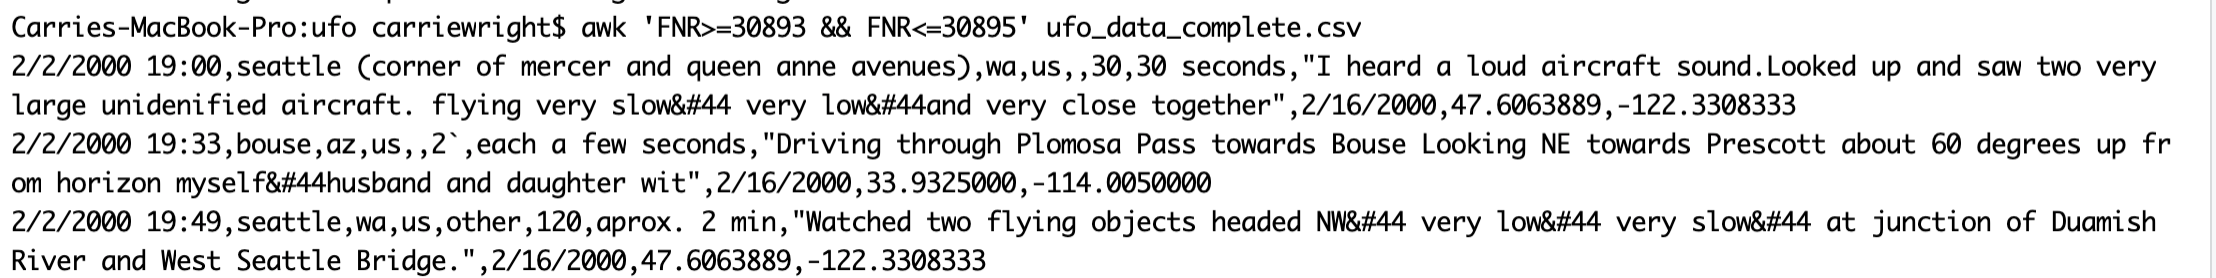 Carries-MacBook-Pro:ufo carriewright$ awk 'FNR>=30893 && FNR<=30895' ufo_data_complete.csv
2/2/2000 19:00,seattle (corner of mercer and queen anne avenues),wa,us,,30,30 seconds,"I heard a loud aircraft sound.Looked up and saw two very
large unidenified aircraft. flying very slow&#44 very low&#44and very close together",2/16/2000,47.6063889,-122.3308333
2/2/2000 19:33,bouse,az,us,,2`,each a few seconds,"Driving through Plomosa Pass towards Bouse Looking NE towards Prescott about 60 degrees up fr
om horizon myself&#44husband and daughter wit",2/16/2000,33.9325000,-114.0050000
2/2/2000 19:49,seattle,wa,us,other,120,aprox. 2 min,"Watched two flying objects headed NW&#44 very low&#44 very slow&#44 at junction of Duamish
River and West Seattle Bridge.",2/16/2000,47.6063889,-122.3308333